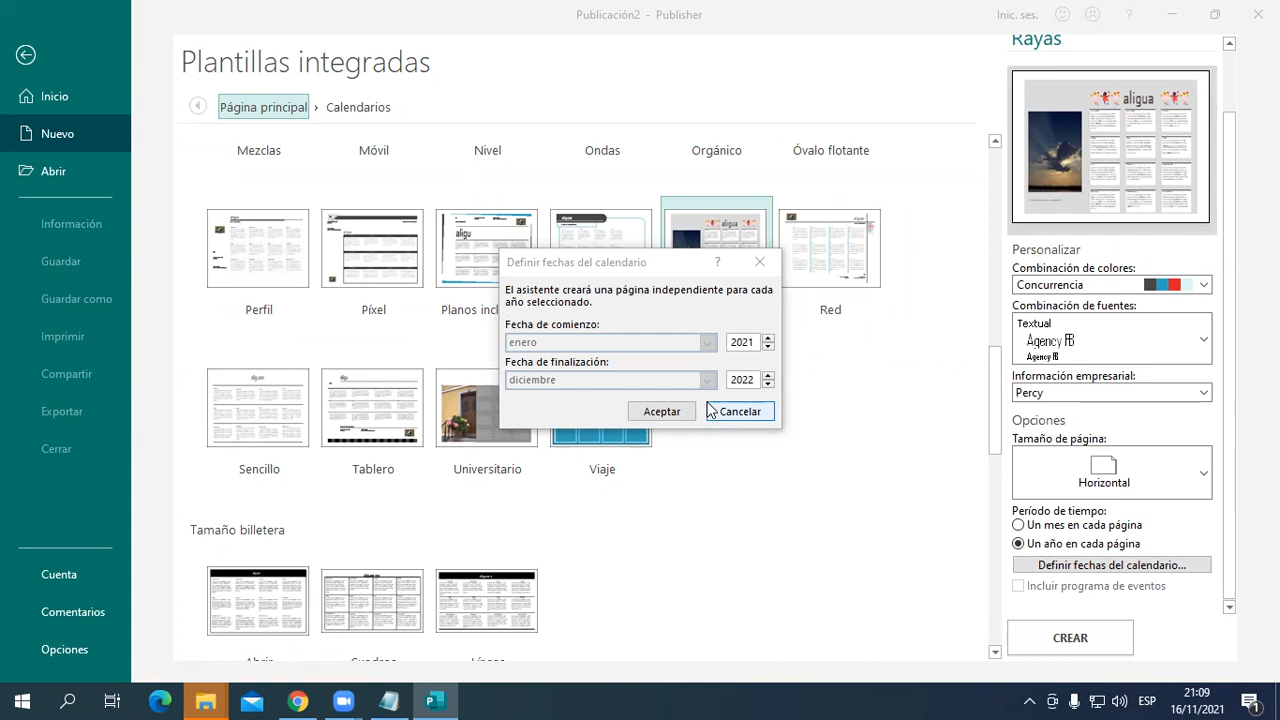 Publicación2 - Publisher
Inic. ses.
Inicio
Nuevo
Abrir
Información
Guardar
Guardar como
Imprimir
Compartir
Exportar
Cerrar
Cuenta
Comentarios
Opciones
Plantillas integradas
Página principal › Calendarios
Mezclas
Móvil
Nivel
Ondas
Orgánico
Óvalo flotante
Perfil
Píxel
Planos inc
Red
Sencillo
Tablero
Universitario
Viaje
Tamaño billetera
Definir fechas del calendario
?
El asistente creará una página independiente para cada
año seleccionado.
Fecha de comienzo:
enero
2021
Fecha de finalización:
diciembre
2022
Aceptar
Cancelar
Rayas
aligua
Personalizar
Combinación de colores:
Concurrencia
Combinación de fuentes:
Textual
Agency FB
Agency FB
Información empresarial:
Percy
Opciones
Tamaño de página:
Horizontal
Período de tiempo:
Un mes en cada página
Un año en cada página
Definir fechas del calendario...
Incluir programa de eventos
CREAR
ESP
21:09
16/11/2021